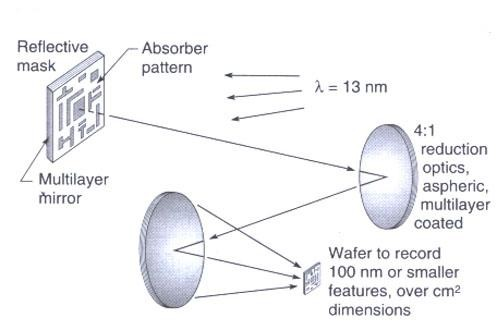 Reflective
mask
Absorber
pattern
λ = 13 nm
4:1
reduction
optics,
aspheric,
multilayer
coated
Multilayer
mirror
Wafer to record
100 nm or smaller
features, over cm²
dimensions